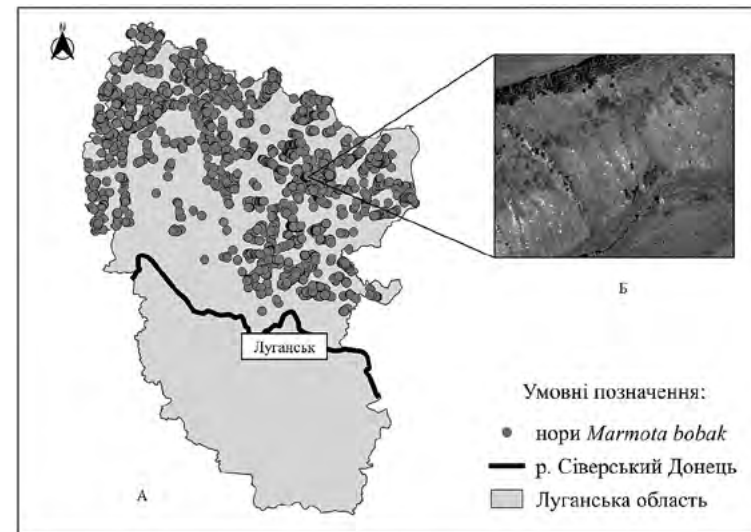 N
Луганськ
А
Б
Умовні позначення:
нори Marmota bobak
р. Сіверський Донець
Луганська область